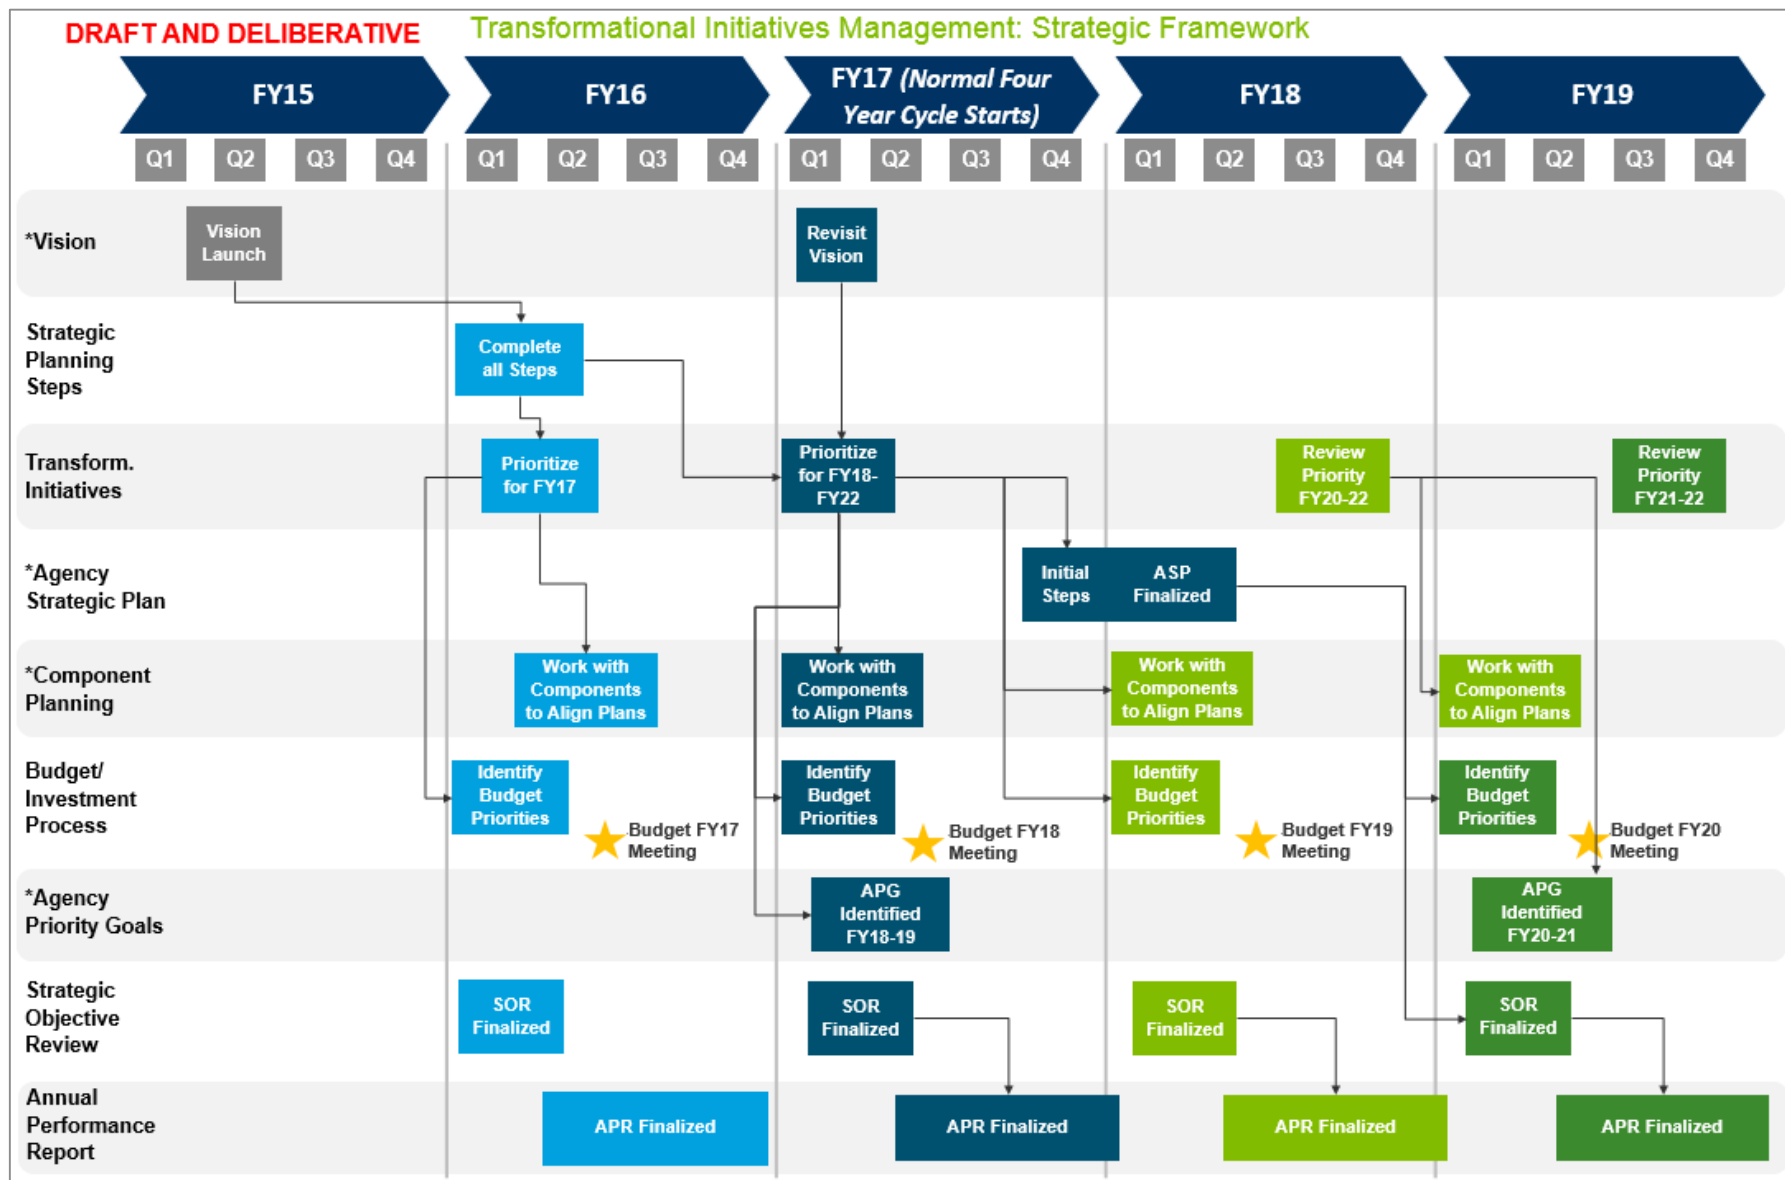 DRAFT AND DELIBERATIVE
Transformational Initiatives Management: Strategic Framework
FY15
FY16
FY17 (Normal Four
Year Cycle Starts)
FY18
FY19
Q1 Q2 Q3 Q4 Q1 Q2 Q3 Q4 Q1 Q2 Q3 Q4 Q1 Q2 Q3 Q4 Q1 Q2 Q3 Q4
*Vision
Vision
Launch
Revisit
Vision
Strategic
Planning
Steps
Complete
all Steps
Transform.
Initiatives
Prioritize
for FY17
Prioritize
for FY18-
FY22
Review
Priority
FY20-22
Review
Priority
FY21-22
*Agency
Strategic Plan
Initial
Steps
ASP
Finalized
*Component
Planning
Work with
Components
to Align Plans
Work with
Components
to Align Plans
Work with
Components
to Align Plans
Work with
Components
to Align Plans
Budget/
Investment
Process
Identify
Budget
Priorities
Budget FY17
Meeting
Identify
Budget
Priorities
Budget FY18
Meeting
Identify
Budget
Priorities
Budget FY19
Meeting
Identify
Budget
Priorities
Budget FY20
Meeting
*Agency
Priority Goals
APG
Identified
FY18-19
APG
Identified
FY20-21
Strategic
Objective
Review
SOR
Finalized
SOR
Finalized
SOR
Finalized
SOR
Finalized
Annual
Performance
Report
APR Finalized
APR Finalized
APR Finalized
APR Finalized